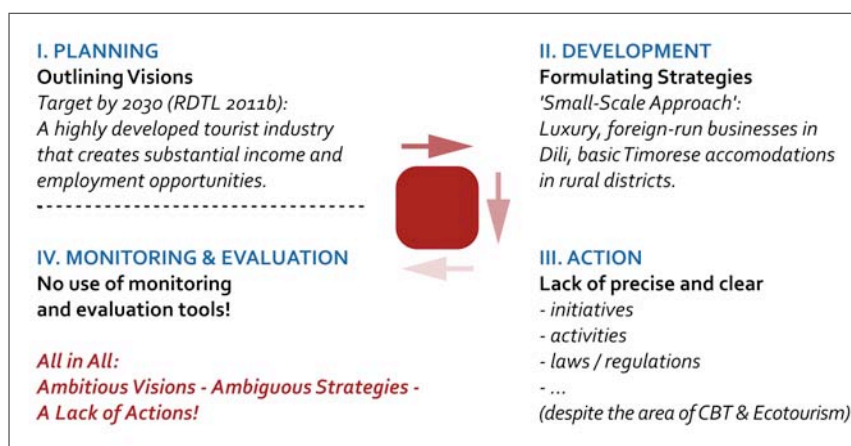 I. PLANNING
Outlining Visions
Target by 2030 (RDTL 2011b):
A highly developed tourist industry
that creates substantial income and
employment opportunities.
II. DEVELOPMENT
Formulating Strategies
'Small-Scale Approach':
Luxury, foreign-run businesses in
Dili, basic Timorese accomodations
in rural districts.
IV. MONITORING & EVALUATION
No use of monitoring
and evaluation tools!
All in All:
Ambitious Visions - Ambiguous Strategies -
A Lack of Actions!
III. ACTION
Lack of precise and clear
- initiatives
- activities
- laws / regulations
- ...
(despite the area of CBT & Ecotourism)